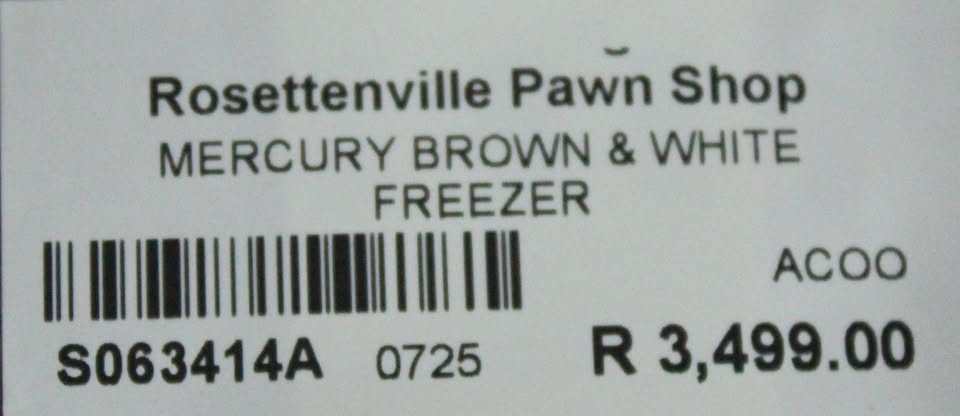 Rosettenville Pawn Shop
MERCURY BROWN & WHITE
FREEZER
ACOO
S063414A 0725 R 3,499.00